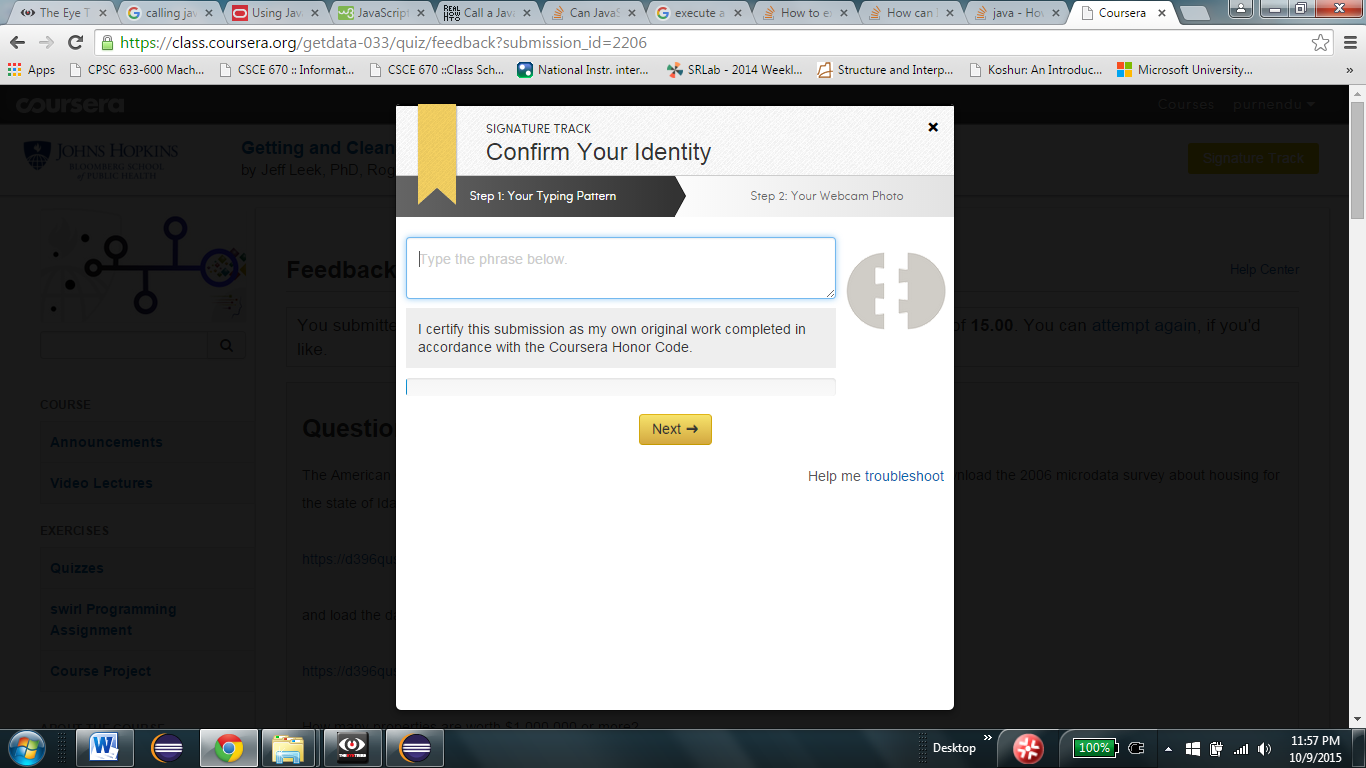 The Eye T
calling jav
Using Jav
JavaScript
Call a Java
Can JavaS
execute a
How to ex
How can I
java - Hov
Coursera
https://class.coursera.org/getdata-033/quiz/feedback?submission_id=2206
Apps
CPSC 633-600 Mach...
CSCE 670 :: Informat...
CSCE 670 ::Class Sch...
National Instr. inter...
SRLab - 2014 Weekl...
Structure and Interp...
Koshur: An Introduc...
Microsoft University...
»
coursera
Courses
purnendu
JOHNS HOPKINS
BLOOMBERG SCHOOL
of PUBLIC HEALTH
Getting and Clean
by Jeff Leek, PhD, Rog
Signature Track
SIGNATURE TRACK
Confirm Your Identity
Step 1: Your Typing Pattern
Step 2: Your Webcam Photo
Type the phrase below.
I certify this submission as my own original work completed in
accordance with the Coursera Honor Code.
Next →
Help me troubleshoot
Feedback
Help Center
You submitte
of 15.00. You can attempt again, if you'd
like.
COURSE
Announcements
Video Lectures
EXERCISES
Quizzes
swirl Programming
Assignment
Course Project
ABOUT THE COURSE
Questio
The American
nload the 2006 microdata survey about housing for
the state of Ida
https://d396qu
and load the da
https://d396qu
How many properties are worth $1,000,000 or more?
Desktop
»
100%
11:57 PM
10/9/2015